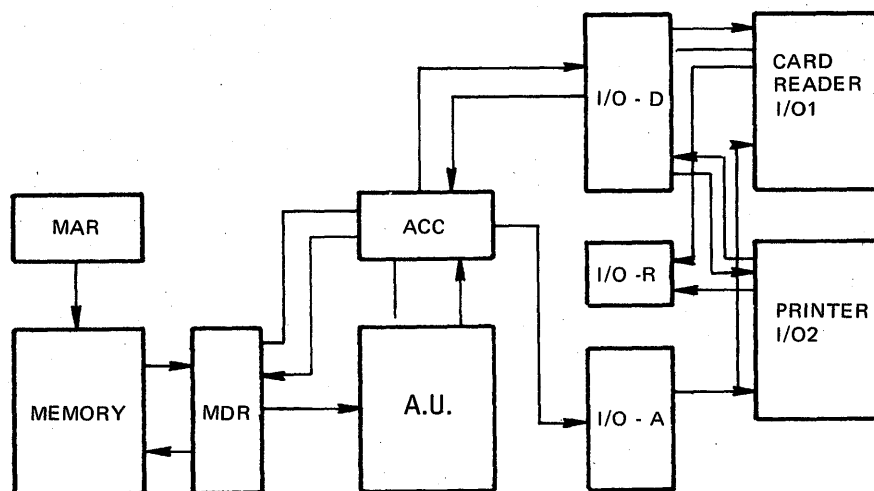 I/O - D
CARD
READER
I/O1
MAR
ACC
I/O -R
MEMORY
MDR
A.U.
I/O - A
PRINTER
I/O2